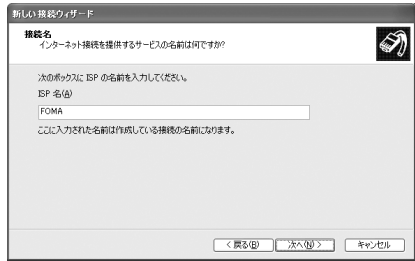 新しい接続ウィザード
接続名
インターネット接続を提供するサービスの名前は何ですか?
次のボックスに ISP の名前を入力してください。
ISP 名(A)
FOMA
ここに入力された名前は作成している接続の名前になります。
< 戻る(B)
次へ(N) >
キャンセル